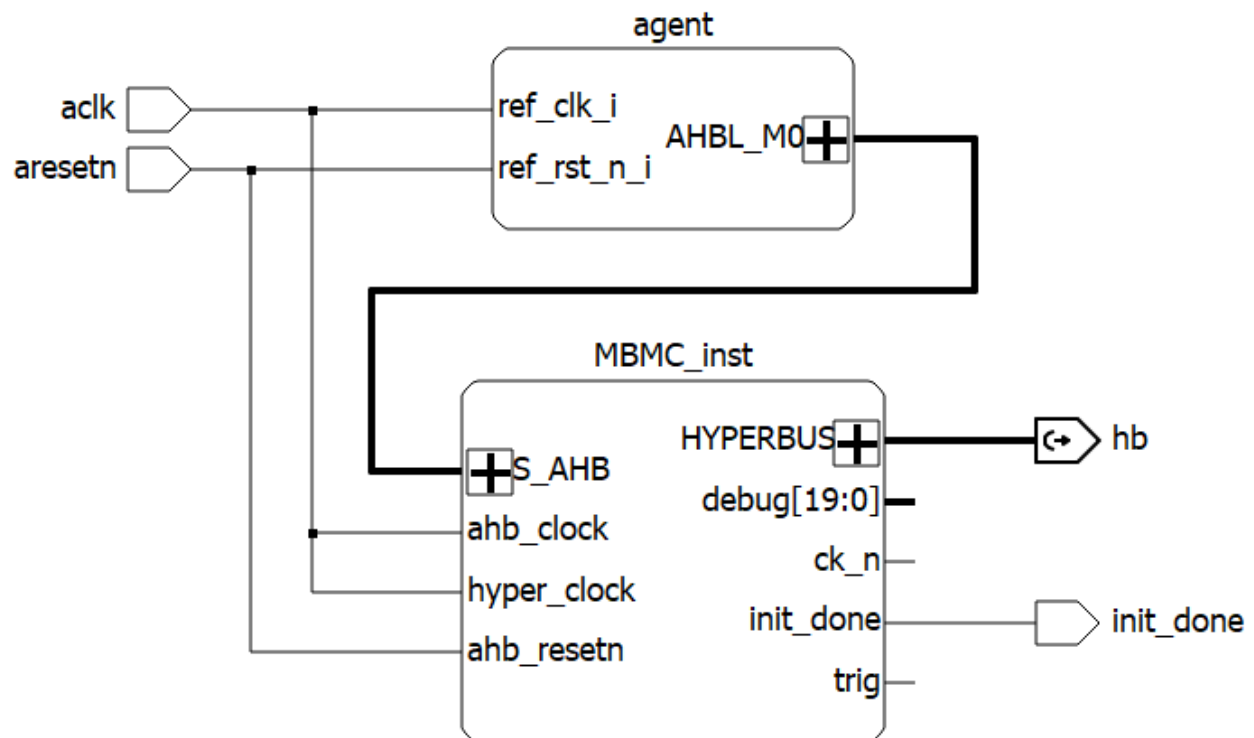 agent
aclk
ref_clk_i
AHBL_M0
aresetn
ref_rst_n_i
MBMC_inst
HYPERBUS
hb
S_AHB
debug[19:0]
ahb_clock
ck_n
hyper_clock
init_done
init_done
ahb_resetn
trig